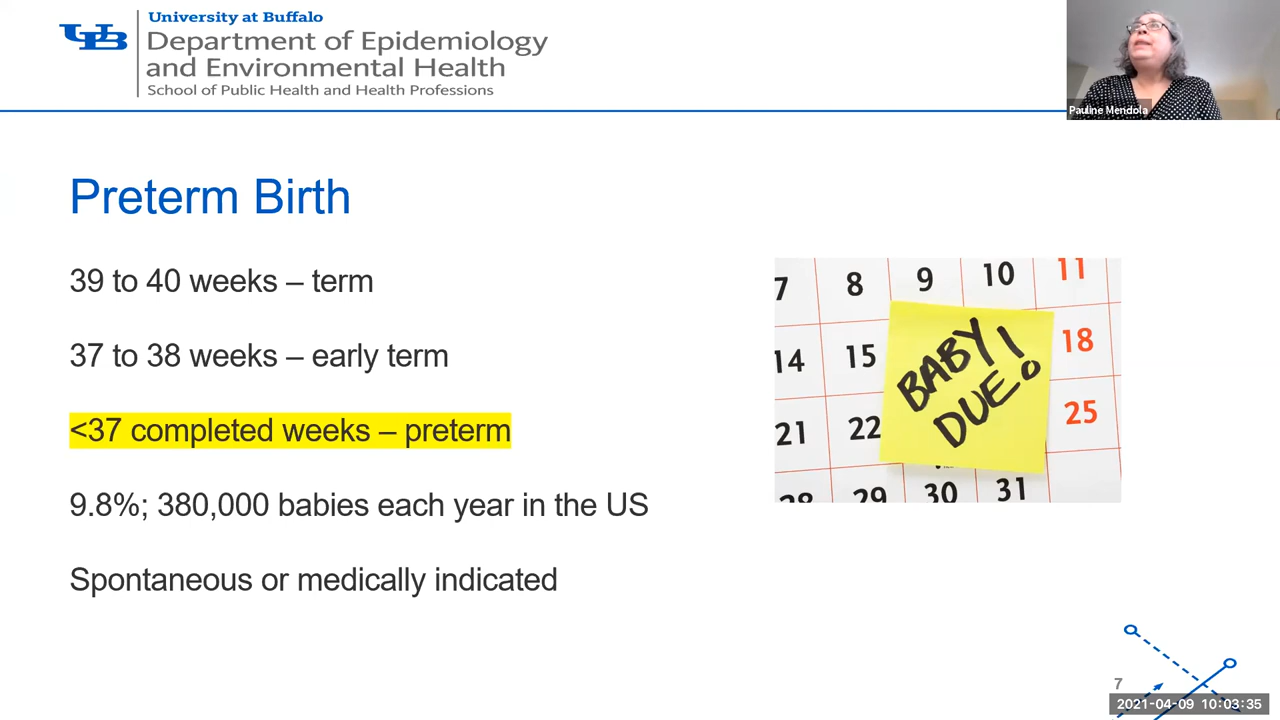 University at Buffalo
UB
Department of Epidemiology
and Environmental Health
School of Public Health and Health Professions
Pauline Mendola
Preterm Birth
39 to 40 weeks – term
37 to 38 weeks – early term
<37 completed weeks – preterm
9.8%; 380,000 babies each year in the US
Spontaneous or medically indicated
7 8 9 10 11
14 15 18
21 22 25
28 29 30 31
BABY
DUE!
7
2021-04-09 10:03:35